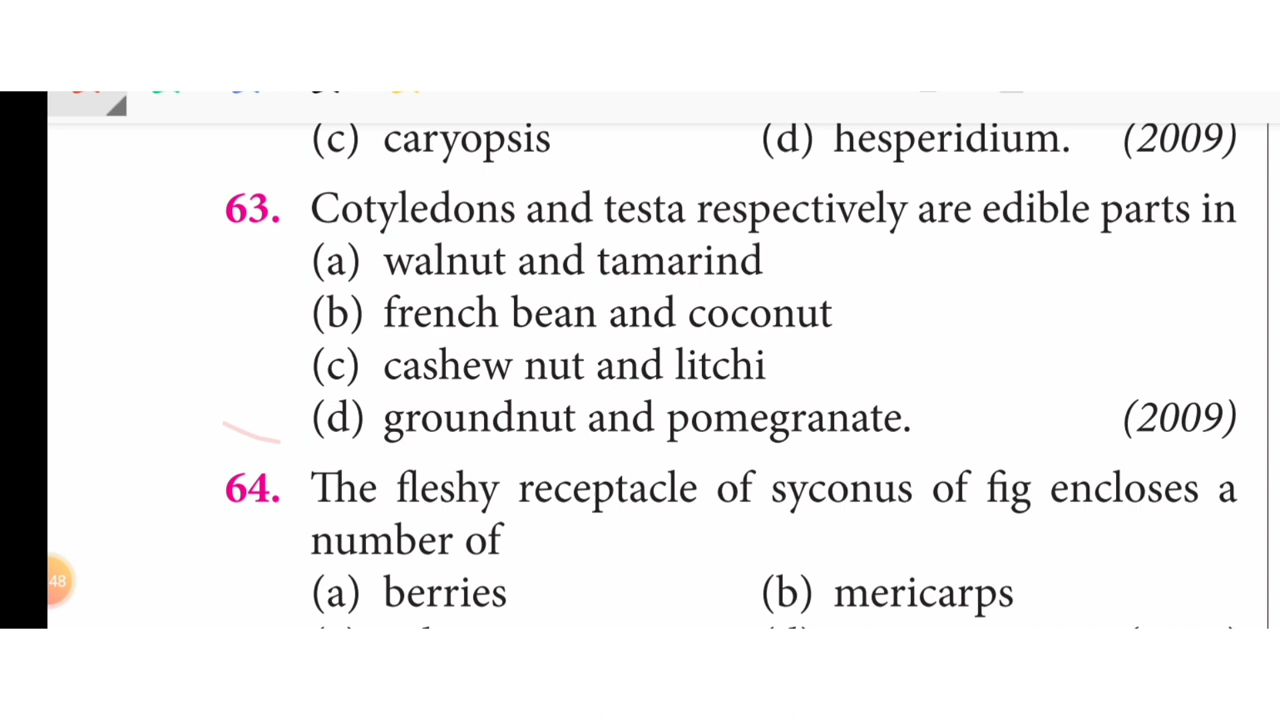 (c) caryopsis (d) hesperidium. (2009)
63. Cotyledons and testa respectively are edible parts in
(a) walnut and tamarind
(b) french bean and coconut
(c) cashew nut and litchi
(d) groundnut and pomegranate. (2009)
64. The fleshy receptacle of syconus of fig encloses a
number of
48
(a) berries (b) mericarps